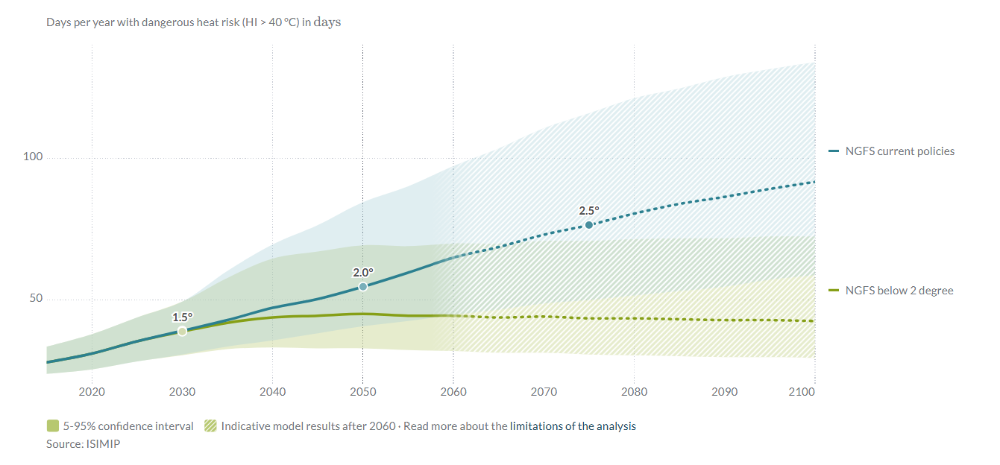 Days per year with dangerous heat risk (HI > 40 °C) in days
100
NGFS current policies
2.5°
2.0°
50
NGFS below 2 degree
1.5°
2020 2030 2040 2050 2060 2070 2080 2090 2100
5-95% confidence interval Indicative model results after 2060 · Read more about the limitations of the analysis
Source: ISIMIP